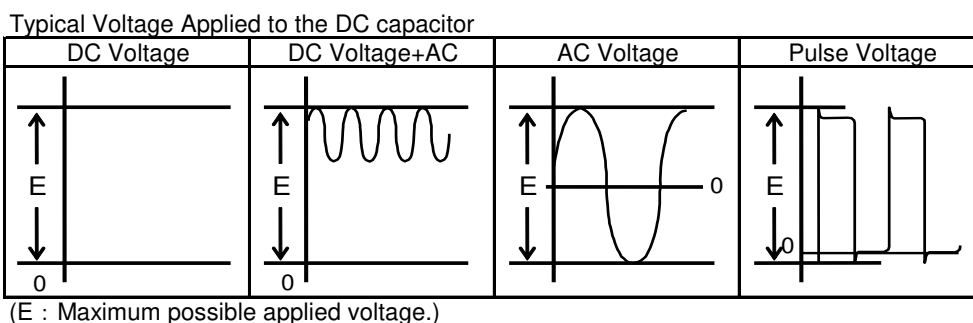 Typical Voltage Applied to the DC capacitor
DC Voltage DC Voltage+AC AC Voltage Pulse Voltage
E E E 0 E
0
0 0
(E：Maximum possible applied voltage.)